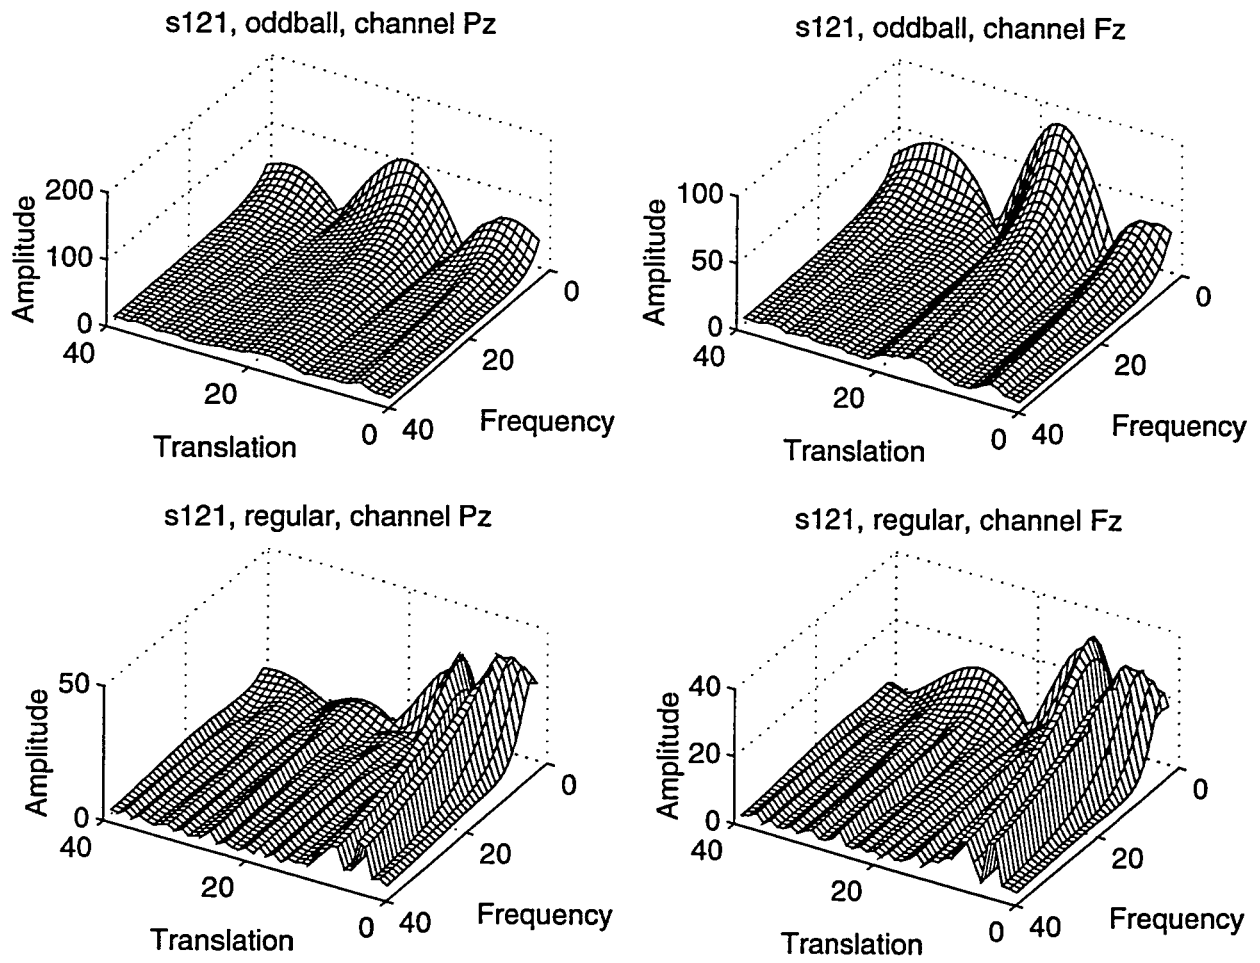 s121, oddball, channel Pz
200
100
0
Amplitude
40
20
0
Translation
40
20
0
Frequency
s121, oddball, channel Fz
100
50
0
Amplitude
40
20
0
Translation
40
20
0
Frequency
s121, regular, channel Pz
50
0
Amplitude
40
20
0
Translation
40
20
0
Frequency
s121, regular, channel Fz
40
20
0
Amplitude
40
20
0
Translation
40
20
0
Frequency